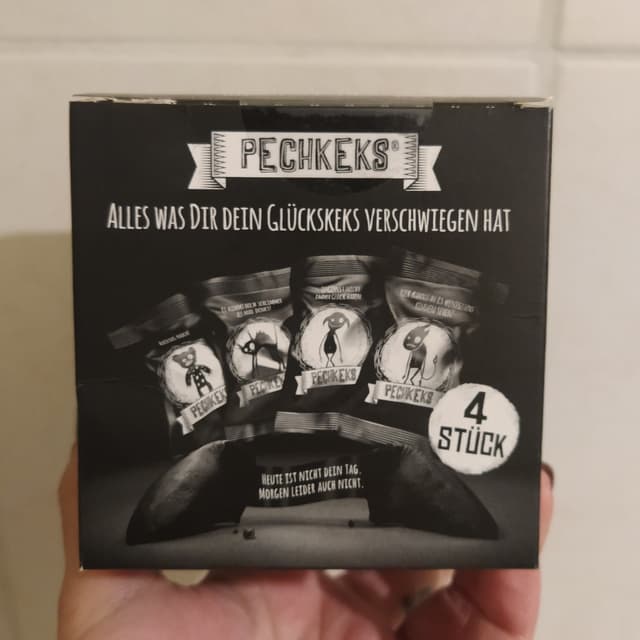 PECHKEKS®
ALLES WAS DIR DEIN GLÜCKSKEKS VERSCHWIEGEN HAT
PECHKEKS
PECHKEKS
PECHKEKS
PECHKEKS
4
STÜCK
HEUTE IST NICHT DEIN TAG.
MORGEN LEIDER AUCH NICHT.